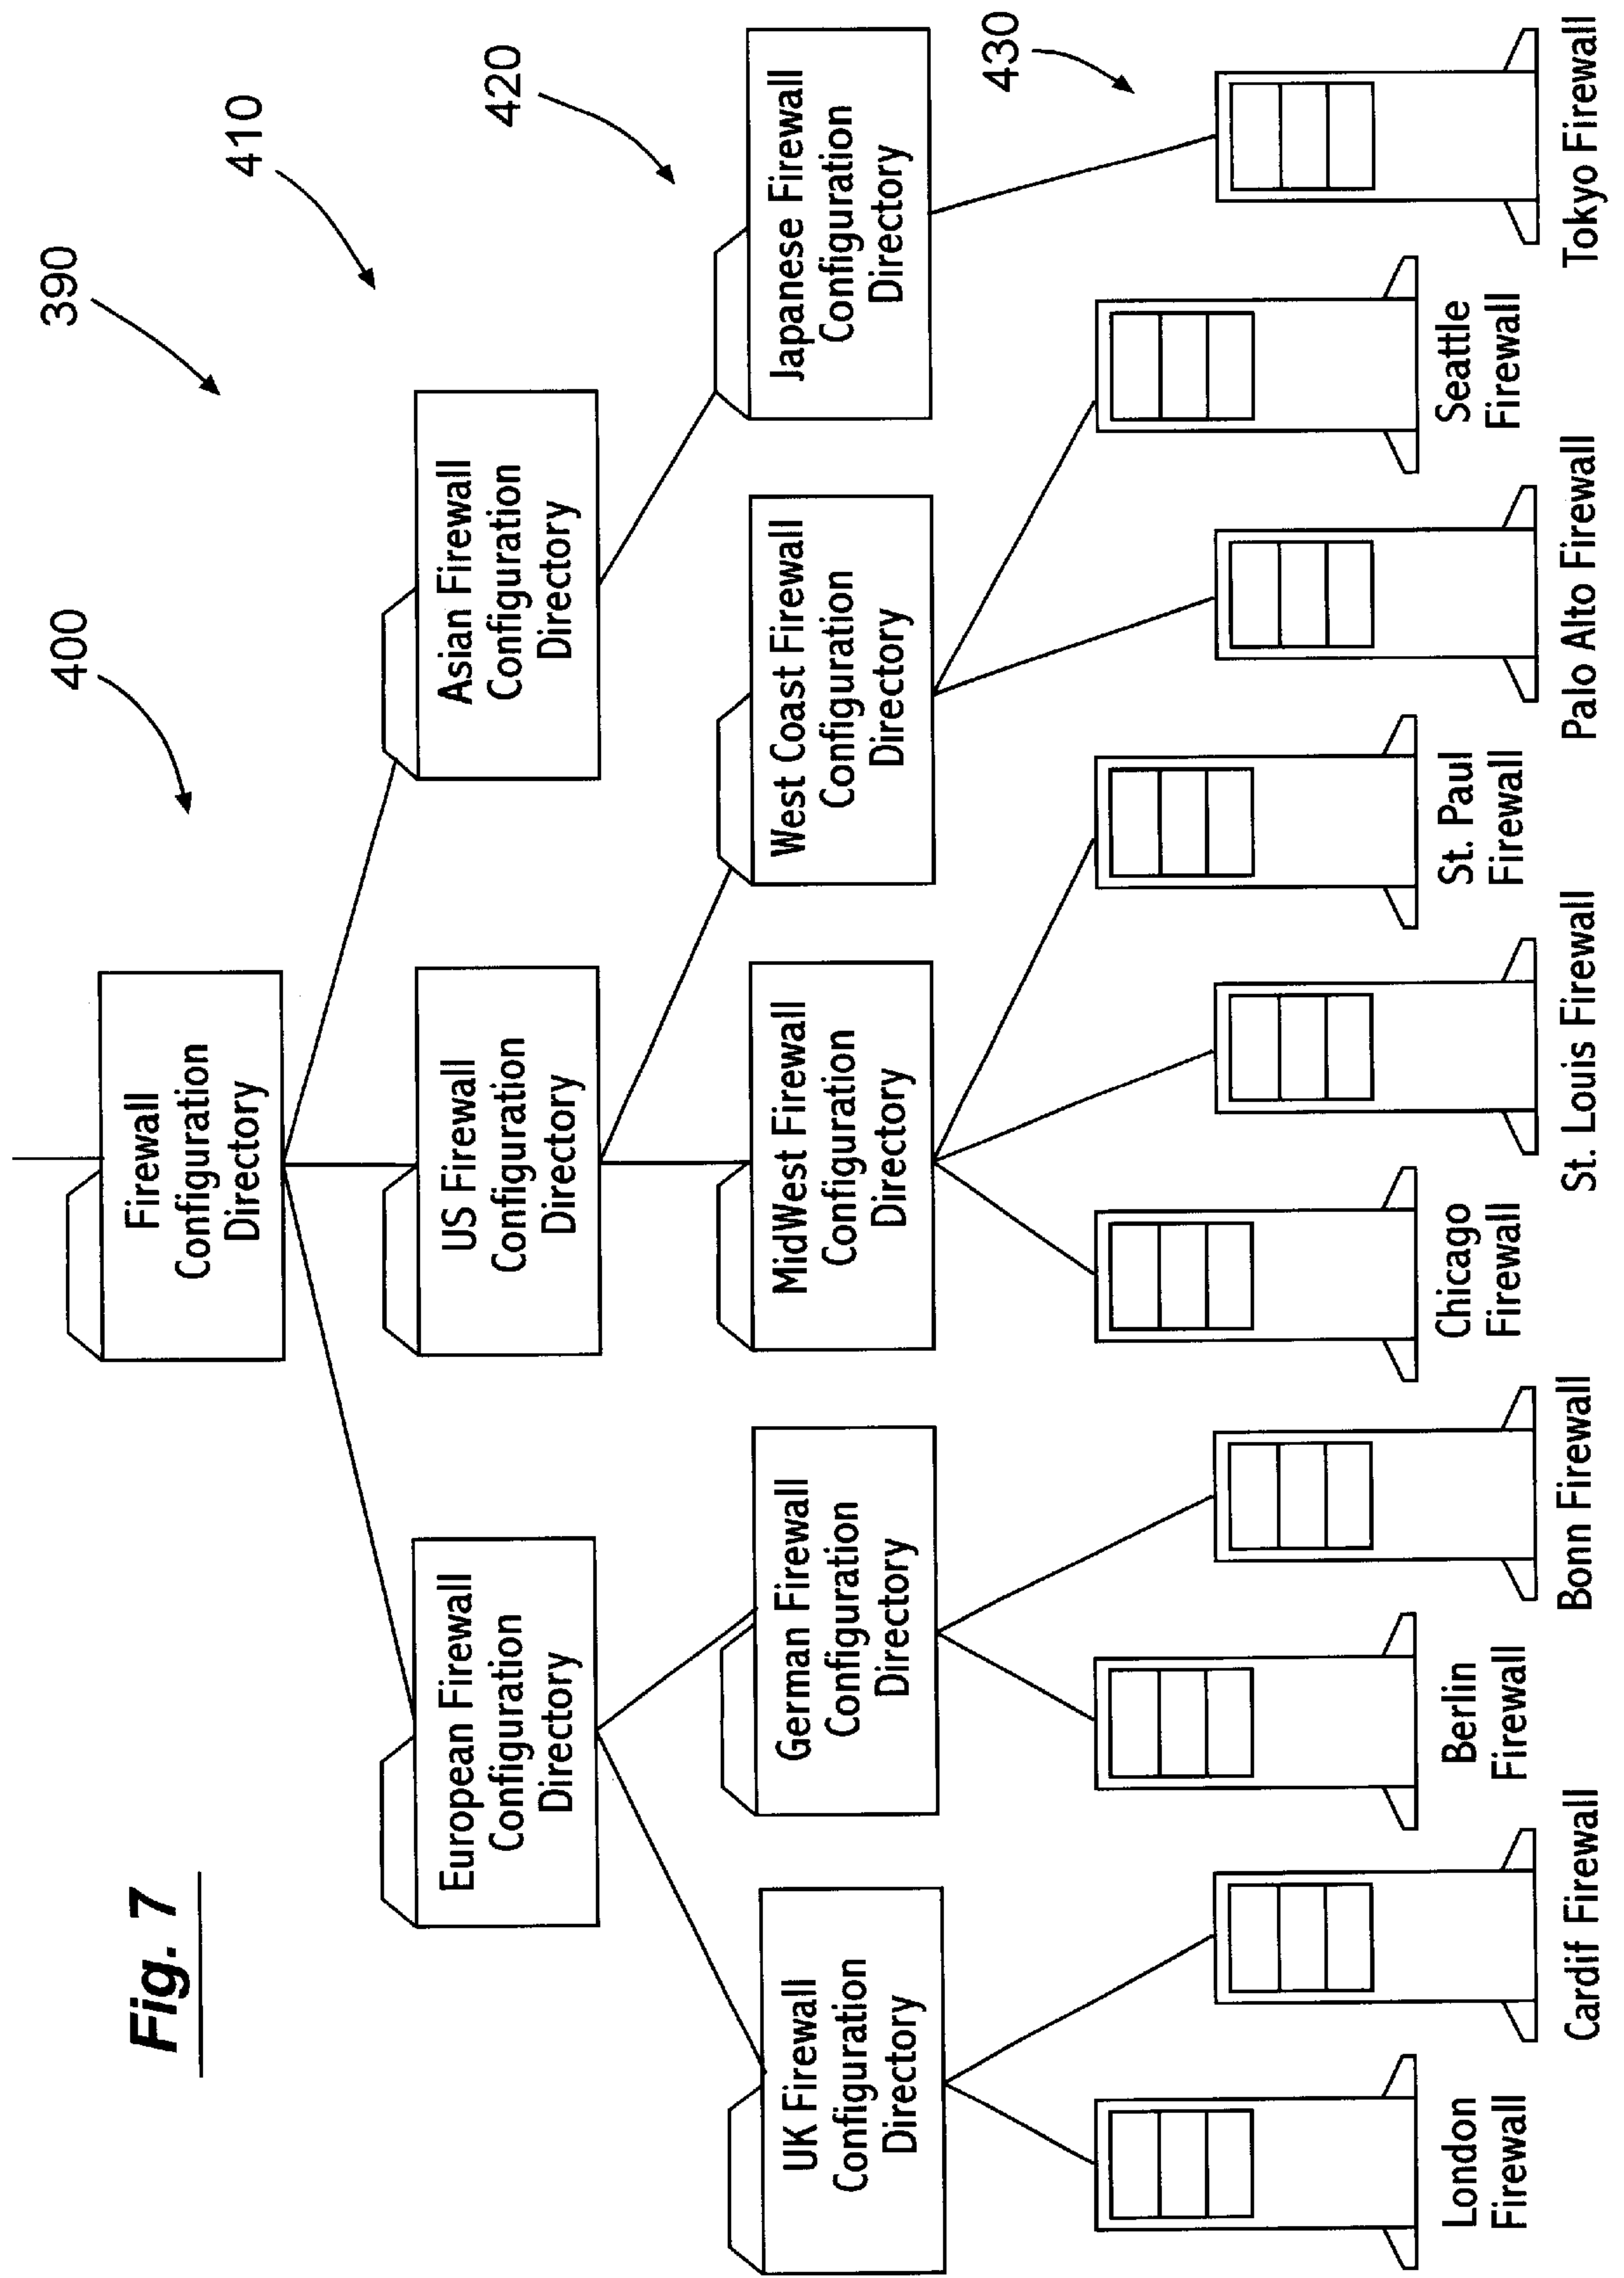 Fig. 7
390
400
Firewall
Configuration
Directory
410
European Firewall
Configuration
Directory
US Firewall
Configuration
Directory
Asian Firewall
Configuration
Directory
420
UK Firewall
Configuration
Directory
German Firewall
Configuration
Directory
MidWest Firewall
Configuration
Directory
West Coast Firewall
Configuration
Directory
Japanese Firewall
Configuration
Directory
430
London
Firewall
Cardif Firewall
Berlin
Firewall
Bonn Firewall
Chicago
Firewall
St. Louis Firewall
St. Paul
Firewall
Palo Alto Firewall
Seattle
Firewall
Tokyo Firewall